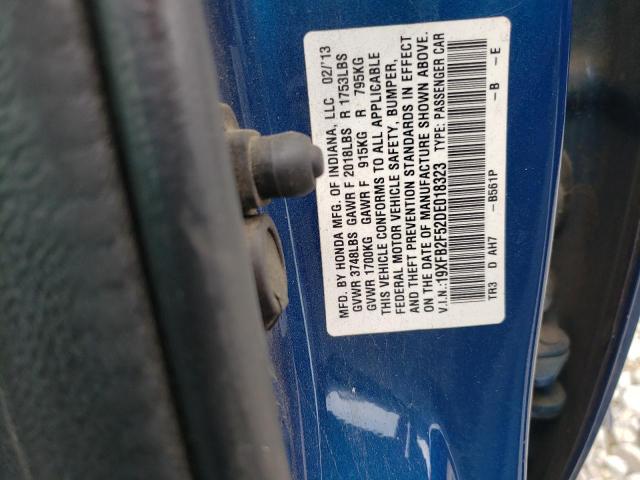 MFD. BY HONDA MFG. OF INDIANA, LLC 02/'13
GVWR 3748LBS GAWR F 2018LBS R 1753LBS
GVWR 1700KG GAWR F 915KG R 795KG
THIS VEHICLE CONFORMS TO ALL APPLICABLE
FEDERAL MOTOR VEHICLE SAFETY, BUMPER,
AND THEFT PREVENTION STANDARDS IN EFFECT
ON THE DATE OF MANUFACTURE SHOWN ABOVE.
V.I.N.:19XFB2F52DE018323 TYPE: PASSENGER CAR
TR3 D AH7 –B561P –B –E